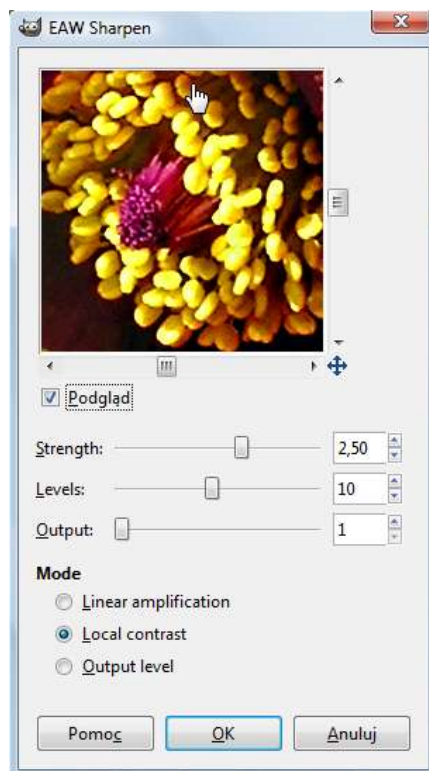 EAW Sharpen
Podgląd
Strength: 2,50
Levels: 10
Output: 1
Mode
Linear amplification
Local contrast
Output level
Pomoc OK Anuluj